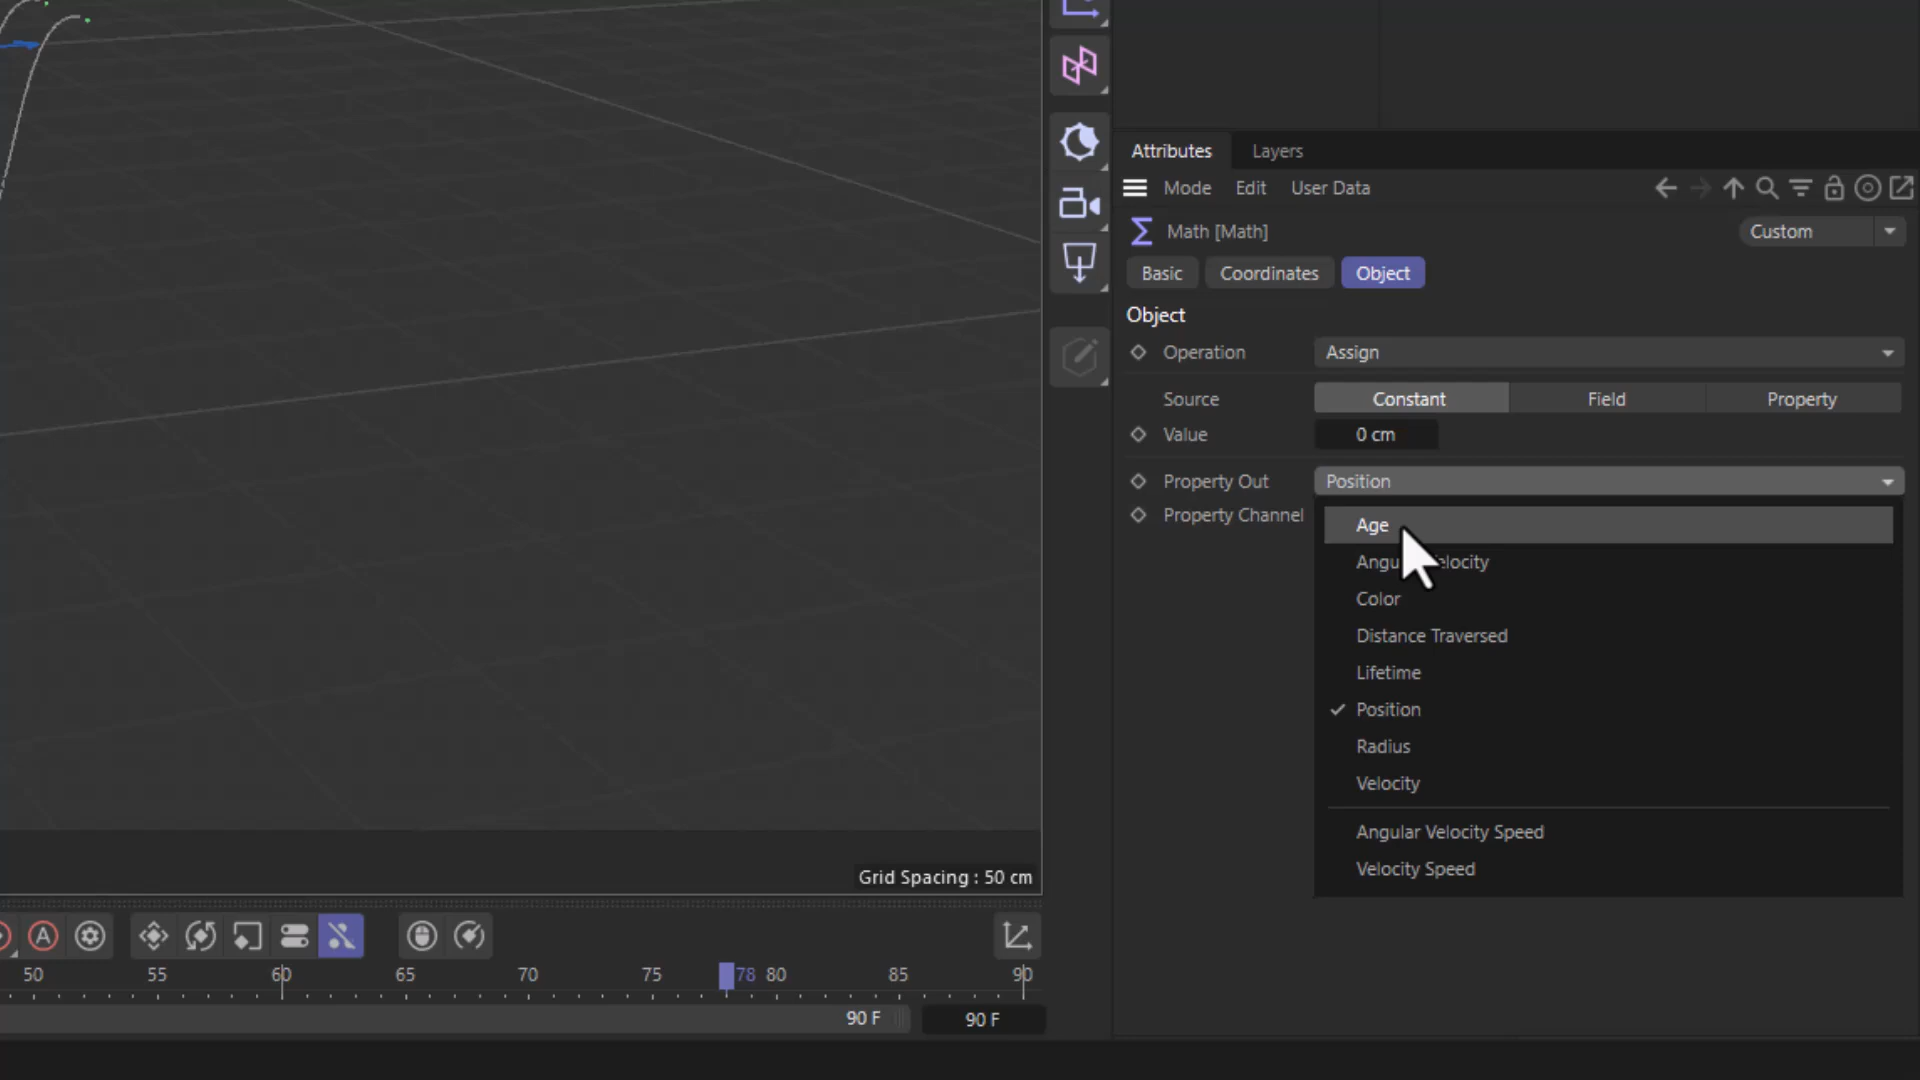 Attributes Layers
Mode Edit User Data
Math [Math] Custom
Basic Coordinates Object
Object
Operation Assign
Source Constant Field Property
Value 0 cm
Property Out Position
Property Channel
Age
Color
Distance Traversed
Lifetime
Position
Radius
Velocity
Angular Velocity Speed
Velocity Speed
Grid Spacing : 50 cm
A
50 55 60 65 70 75 78 80 85 90
90 F 90 F